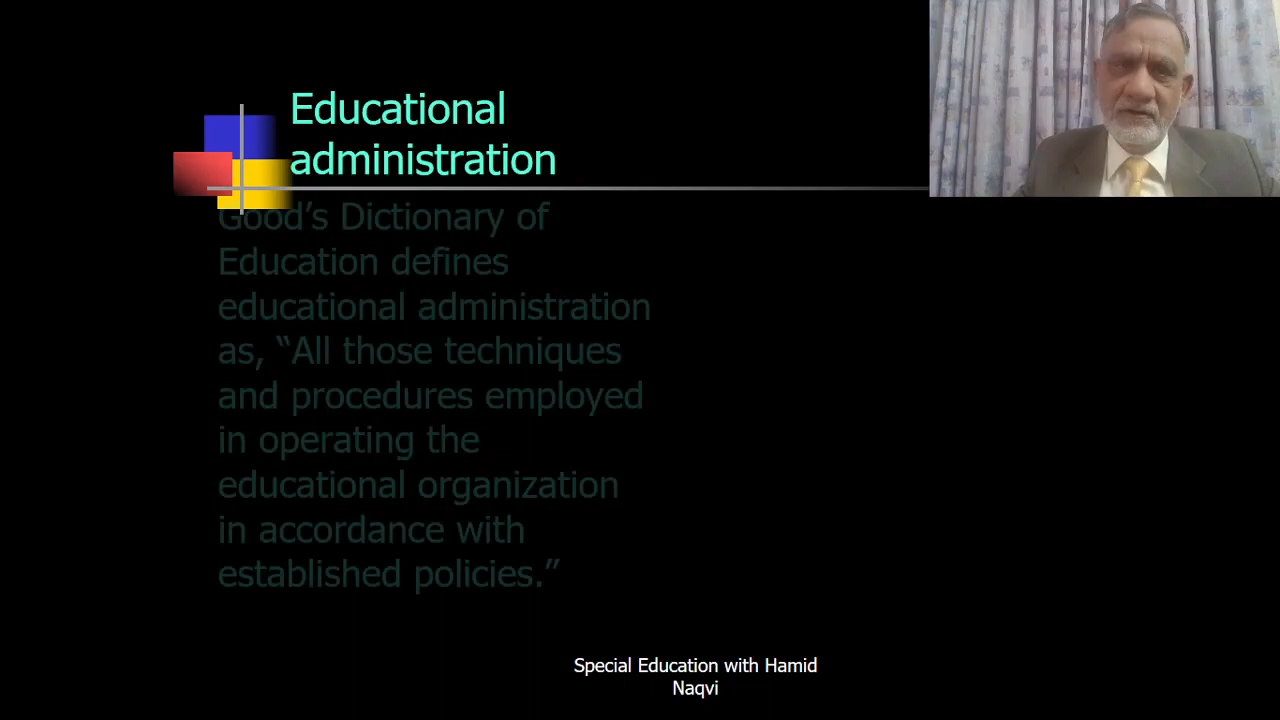 Educational
administration
Good’s Dictionary of
Education defines
educational administration
as, “All those techniques
and procedures employed
in operating the
educational organization
in accordance with
established policies.”
Special Education with Hamid
Naqvi